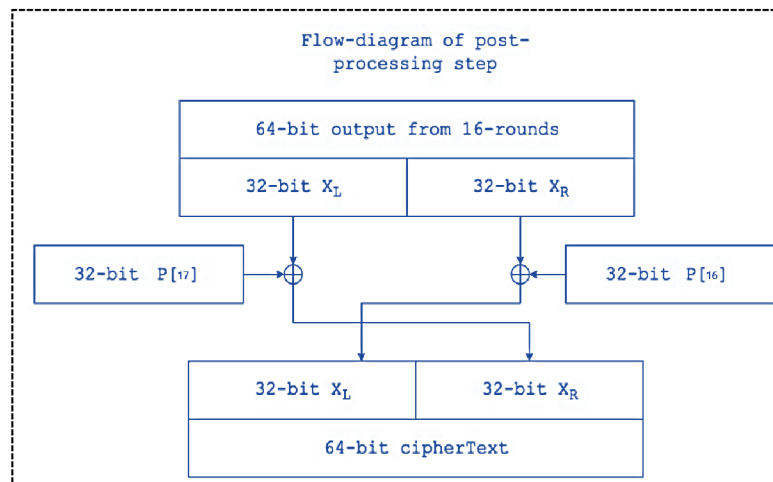 Flow-diagram of post-
processing step
64-bit output from 16-rounds
32-bit XL 32-bit XR
32-bit P[17] 32-bit P[16]
32-bit XL 32-bit XR
64-bit cipherText